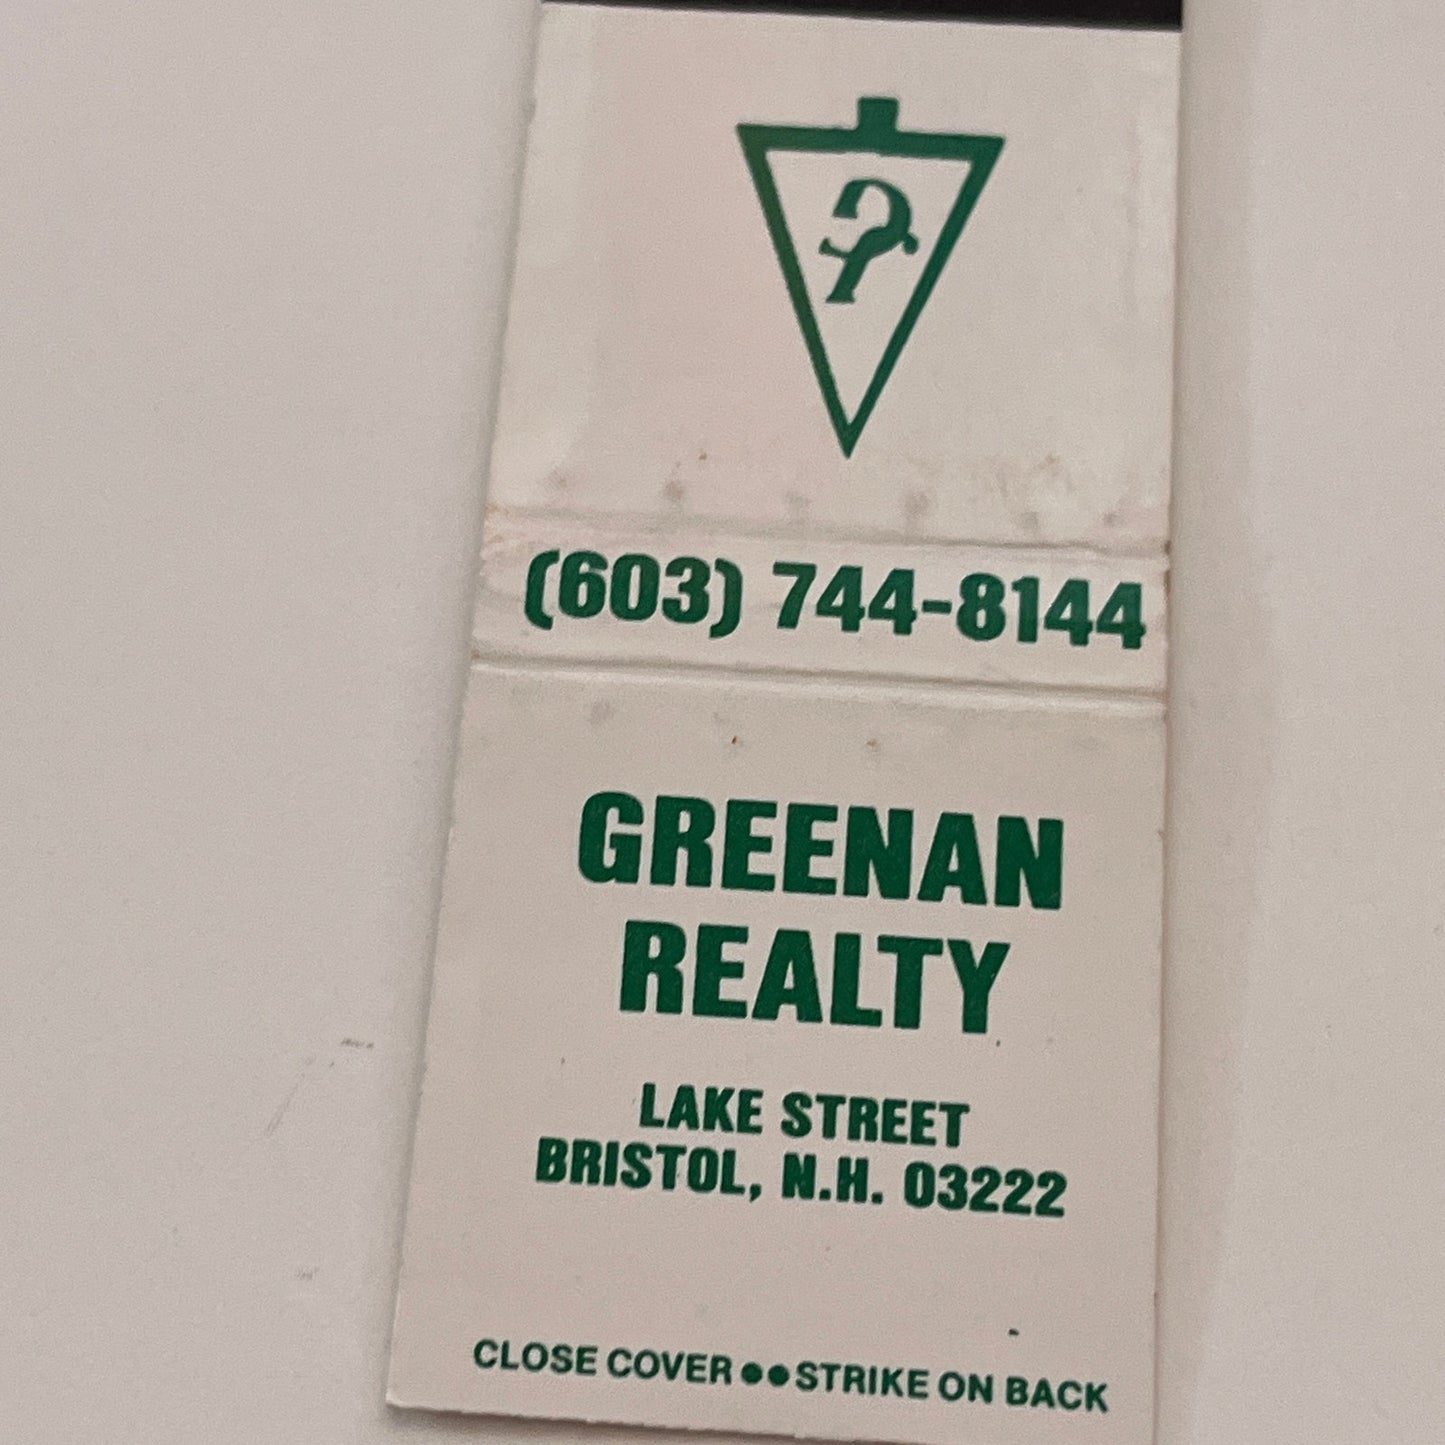 (603) 744-8144
GREENAN
REALTY
LAKE STREET
BRISTOL, N.H. 03222
CLOSE COVER●●STRIKE ON BACK